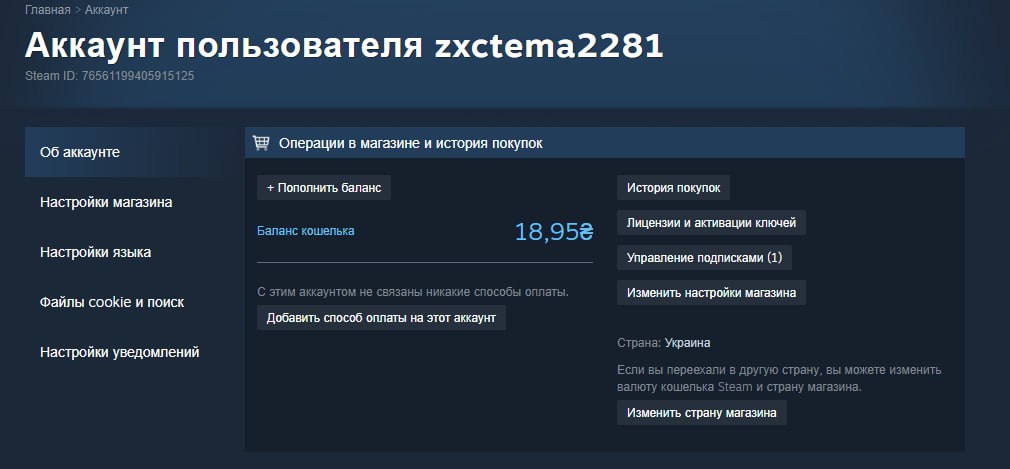 Главная > Аккаунт
Аккаунт пользователя zxctema2281
Steam ID: 76561199405915125
Об аккаунте
Настройки магазина
Настройки языка
Файлы cookie и поиск
Настройки уведомлений
Операции в магазине и история покупок
+ Пополнить баланс
Баланс кошелька 18,95₴
С этим аккаунтом не связаны никакие способы оплаты.
Добавить способ оплаты на этот аккаунт
История покупок
Лицензии и активации ключей
Управление подписками (1)
Изменить настройки магазина
Страна: Украина
Если вы переехали в другую страну, вы можете изменить
валюту кошелька Steam и страну магазина.
Изменить страну магазина